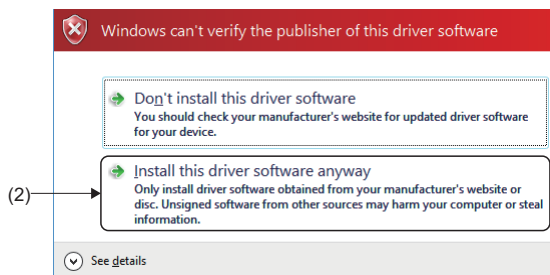 Windows can't verify the publisher of this driver software
Don't install this driver software
You should check your manufacturer's website for updated driver software
for your device.
(2)
Install this driver software anyway
Only install driver software obtained from your manufacturer's website or
disc. Unsigned software from other sources may harm your computer or steal
information.
See details